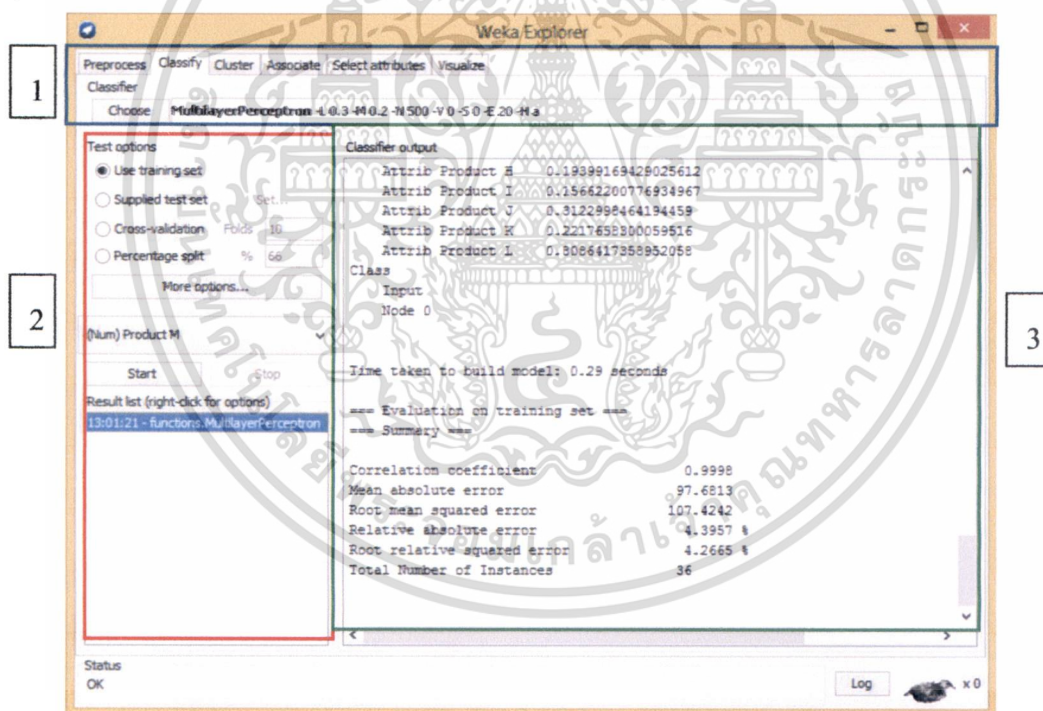 Weka Explorer
1
Preprocess Classify Cluster Associate Select attributes Visualize
Classifier
Choose MultilayerPerceptron -L 0.3 -M 0.2 -N 500 -V 0 -S 0 -E 20 -H a
Test options
Use training set
Supplied test set Set...
Cross-validation Folds 10
Percentage split % 66
More options...
2
(Num) Product M
Start Stop
Result list (right-click for options)
13:01:21 - functions.MultilayerPerceptron
Classifier output
Attrib Product H 0.19399169429025612
Attrib Product I 0.15662200776934967
Attrib Product J 0.3122998464194459
Attrib Product K 0.22176583300059516
Attrib Product L 0.8086417358952058
Class
Input
Node 0
Time taken to build model: 0.29 seconds
=== Evaluation on training set ===
=== Summary ===
Correlation coefficient 0.9998
Mean absolute error 97.6813
Root mean squared error 107.4242
Relative absolute error 4.3957 %
Root relative squared error 4.2665 %
Total Number of Instances 36
3
Status
OK
Log
x 0